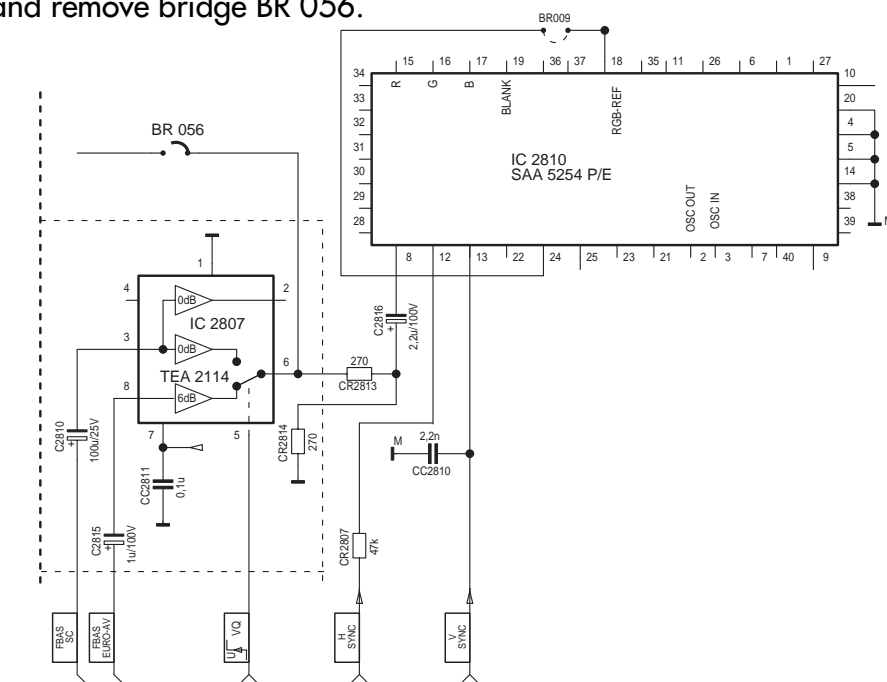 and remove bridge BR 056.
BR009
15 16 17 19 36 37 18 35 11 26 6 1 27
34 33 32 31 30 29 28
R G B BLANK RGB-REF
10 20 4 5 14 38 39
M
IC 2810
SAA 5254 P/E
OSC OUT OSC IN
8 12 13 22 24 25 23 21 2 3 7 40 9
BR 056
1
4 2
0dB
IC 2807
3
0dB
6
TEA 2114
8
6dB
7 5
C2816
2,2u/100V
270
CR2813
C2810
100u/25V
CR2814
270
M
2,2n
CC2810
CC2811
0,1u
C2815
1u/100V
CR2807
47k
FBAS
SC
FBAS
EURO-AV
U VQ
H
SYNC
V
SYNC